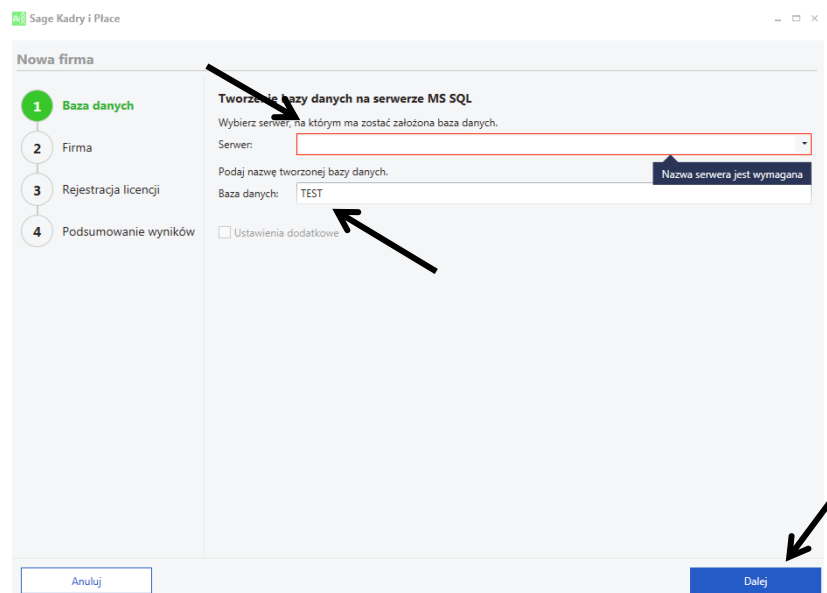 Sage Kadry i Płace
Nowa firma
1 Baza danych
2 Firma
3 Rejestracja licencji
4 Podsumowanie wyników
Tworzenie bazy danych na serwerze MS SQL
Wybierz serwer, na którym ma zostać założona baza danych.
Serwer:
Nazwa serwera jest wymagana
Podaj nazwę tworzonej bazy danych.
Baza danych: TEST
Ustawienia dodatkowe
Anuluj
Dalej